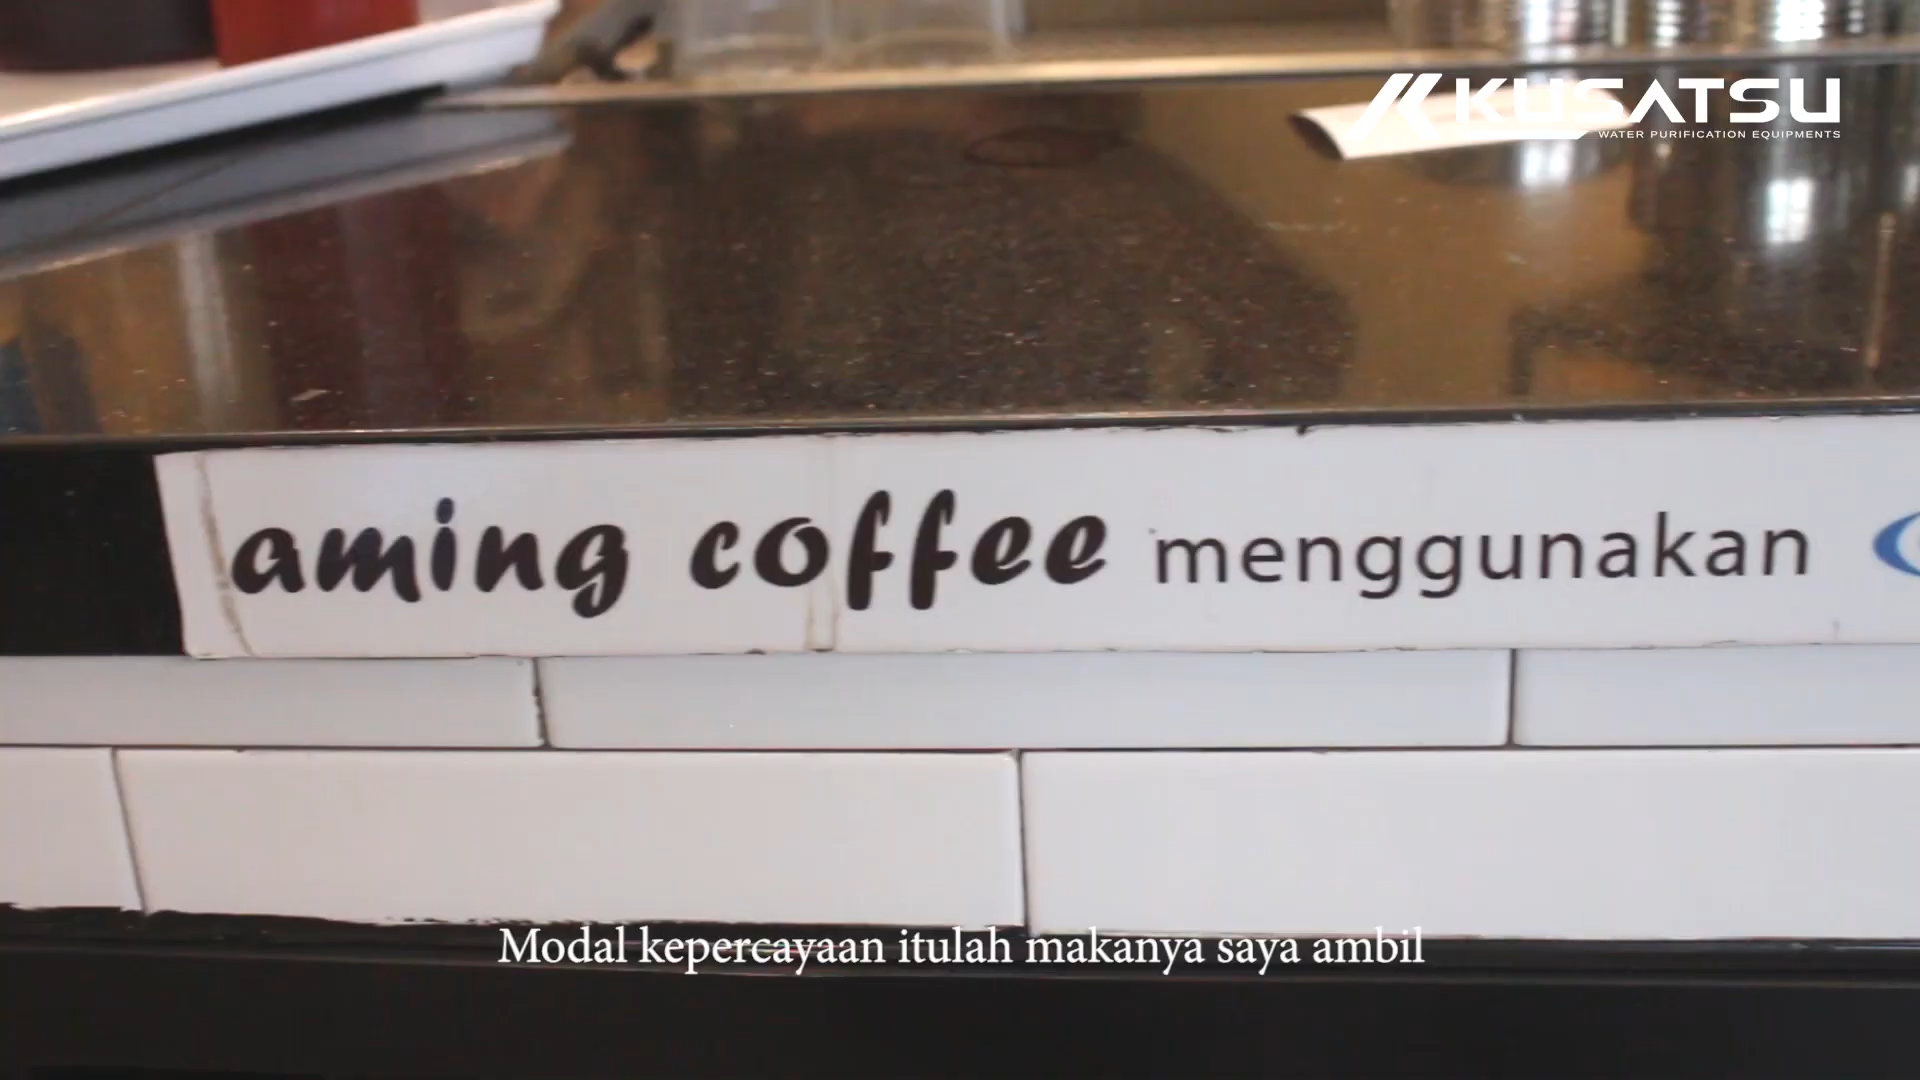 KUSATSU
WATER PURIFICATION EQUIPMENTS
aming coffee menggunakan
Modal kepercayaan itulah makanya saya ambil